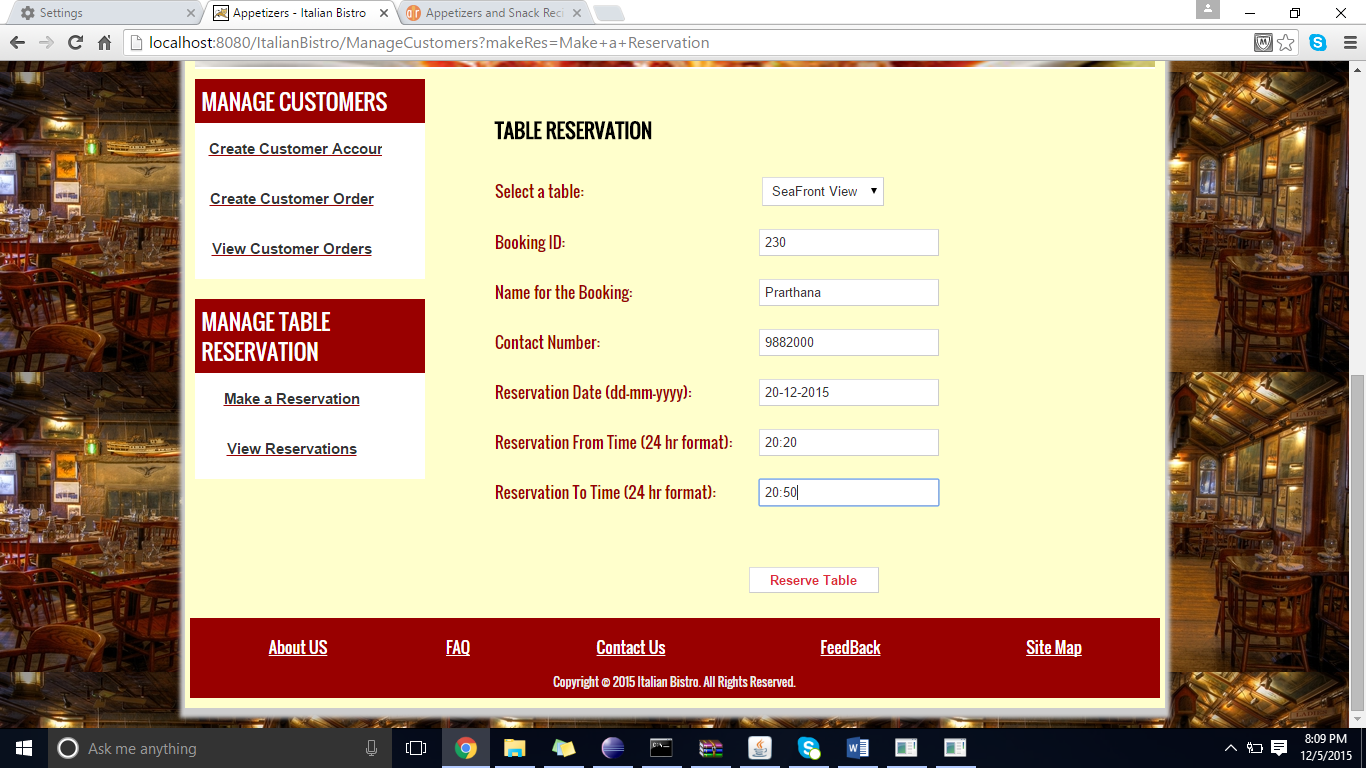 Settings
Appetizers - Italian Bistro
Appetizers and Snack Reci
localhost:8080/ItalianBistro/ManageCustomers?makeRes=Make+a+Reservation
MANAGE CUSTOMERS
Create Customer Accour
Create Customer Order
View Customer Orders
MANAGE TABLE
RESERVATION
Make a Reservation
View Reservations
TABLE RESERVATION
Select a table: SeaFront View
Booking ID: 230
Name for the Booking: Prarthana
Contact Number: 9882000
Reservation Date (dd-mm-yyyy): 20-12-2015
Reservation From Time (24 hr format): 20:20
Reservation To Time (24 hr format): 20:50
Reserve Table
About US FAQ Contact Us FeedBack Site Map
Copyright © 2015 Italian Bistro. All Rights Reserved.
Ask me anything
8:09 PM
12/5/2015